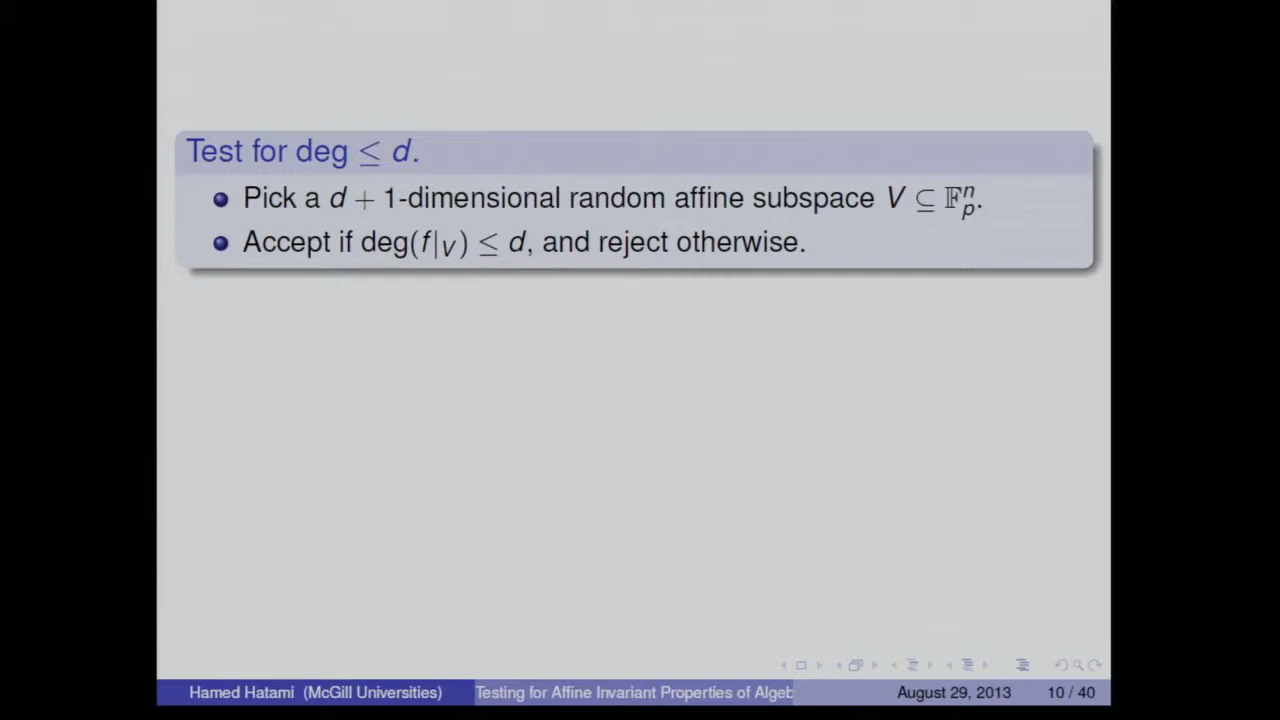 Test for deg ≤ d.
Pick a d + 1-dimensional random affine subspace V ⊆ 𝔽ₚⁿ.
Accept if deg(f|V) ≤ d, and reject otherwise.
Hamed Hatami (McGill Universities) Testing for Affine Invariant Properties of Algeb August 29, 2013 10 / 40